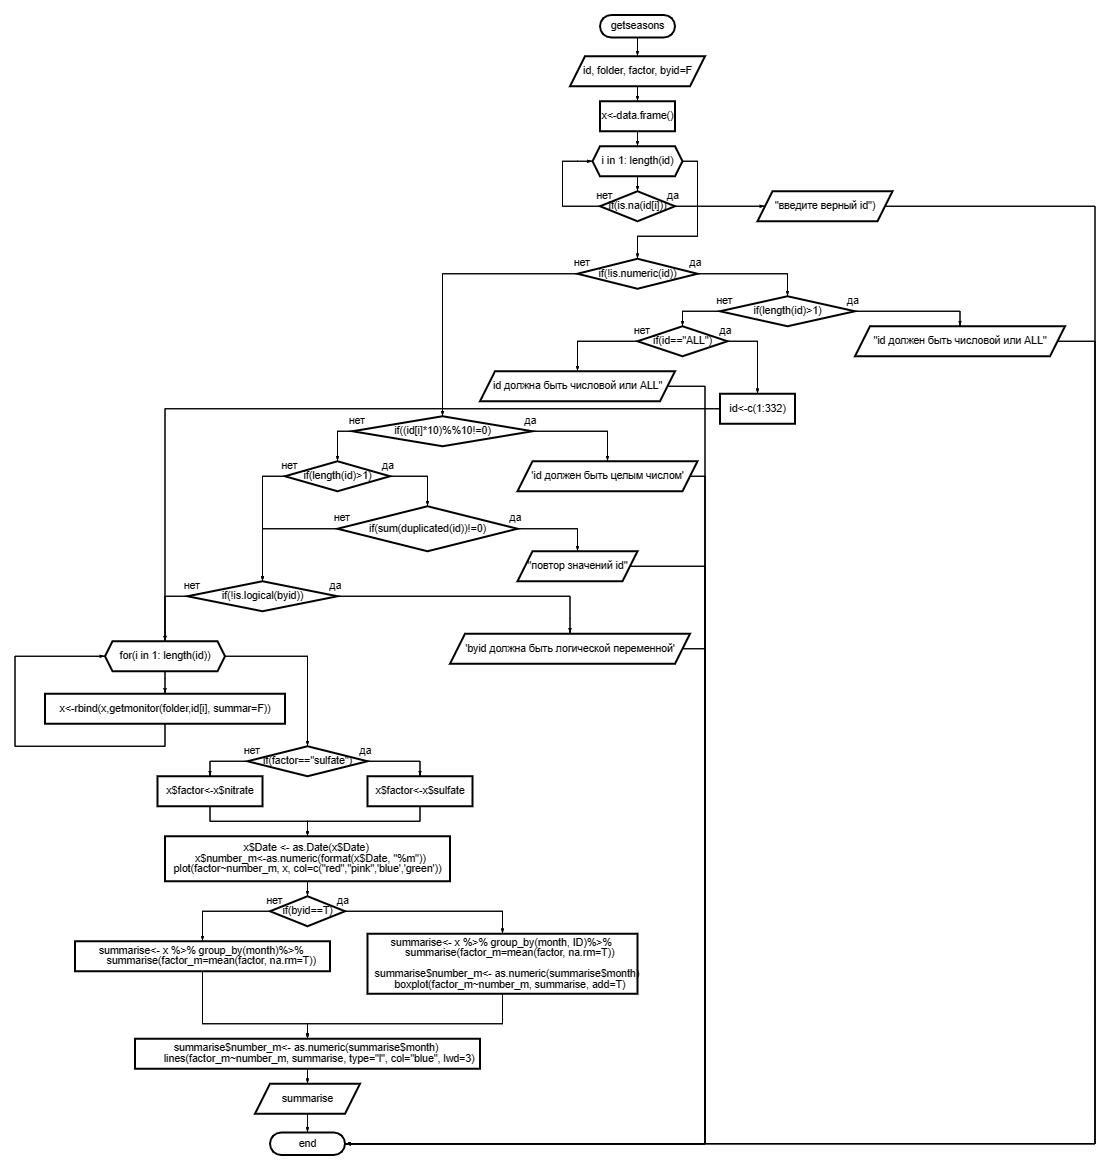 getseasons
id, folder, factor, byid=F
x<-data.frame()
i in 1: length(id)
нет
да
if(is.na(id[i]))
"введите верный id")
нет
да
if(!is.numeric(id))
нет
да
if(length(id)>1)
нет
да
if(id=="ALL")
"id должен быть числовой или ALL"
id должна быть числовой или ALL"
id<-c(1:332)
нет
да
if((id[i]*10)%%10!=0)
нет
да
if(length(id)>1)
'id должен быть целым числом'
нет
да
if(sum(duplicated(id))!=0)
"повтор значений id"
нет
да
if(!is.logical(byid))
'byid должна быть логической переменной'
for(i in 1: length(id))
x<-rbind(x,getmonitor(folder,id[i], summar=F))
нет
да
if(factor=="sulfate")
x$factor<-x$nitrate
x$factor<-x$sulfate
x$Date <- as.Date(x$Date)
x$number_m<-as.numeric(format(x$Date, "%m"))
plot(factor~number_m, x, col=c("red","pink",'blue','green'))
нет
да
if(byid==T)
summarise<- x %>% group_by(month)%>%
summarise(factor_m=mean(factor, na.rm=T))
summarise<- x %>% group_by(month, ID)%>%
summarise(factor_m=mean(factor, na.rm=T))
summarise$number_m<- as.numeric(summarise$month)
boxplot(factor_m~number_m, summarise, add=T)
summarise$number_m<- as.numeric(summarise$month)
lines(factor_m~number_m, summarise, type="l", col="blue", lwd=3)
summarise
end